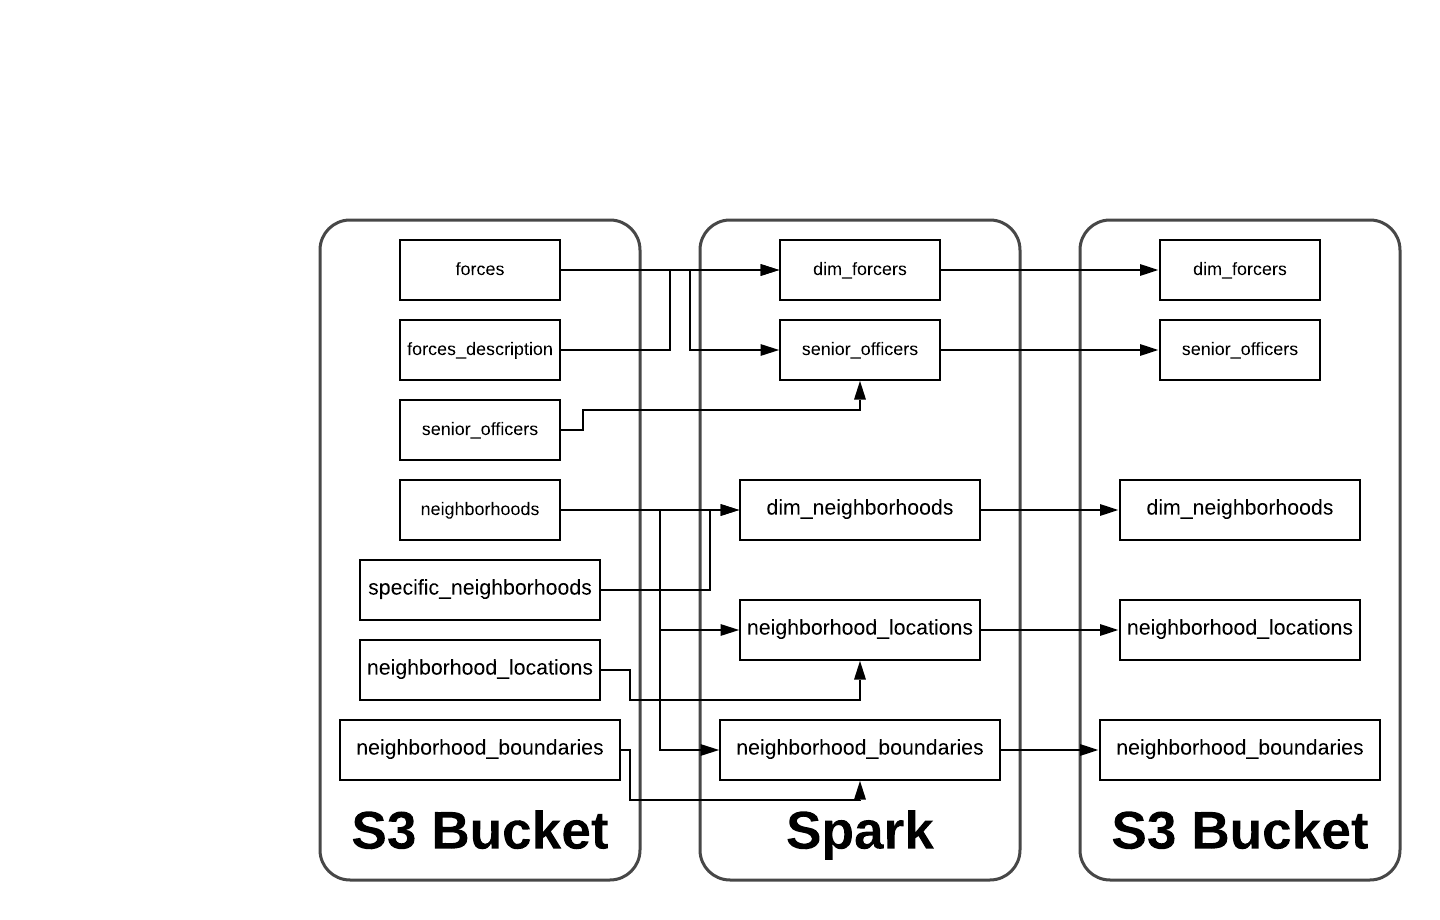 forces
forces_description
senior_officers
neighborhoods
specific_neighborhoods
neighborhood_locations
neighborhood_boundaries
S3 Bucket
dim_forcers
senior_officers
dim_neighborhoods
neighborhood_locations
neighborhood_boundaries
Spark
dim_forcers
senior_officers
dim_neighborhoods
neighborhood_locations
neighborhood_boundaries
S3 Bucket